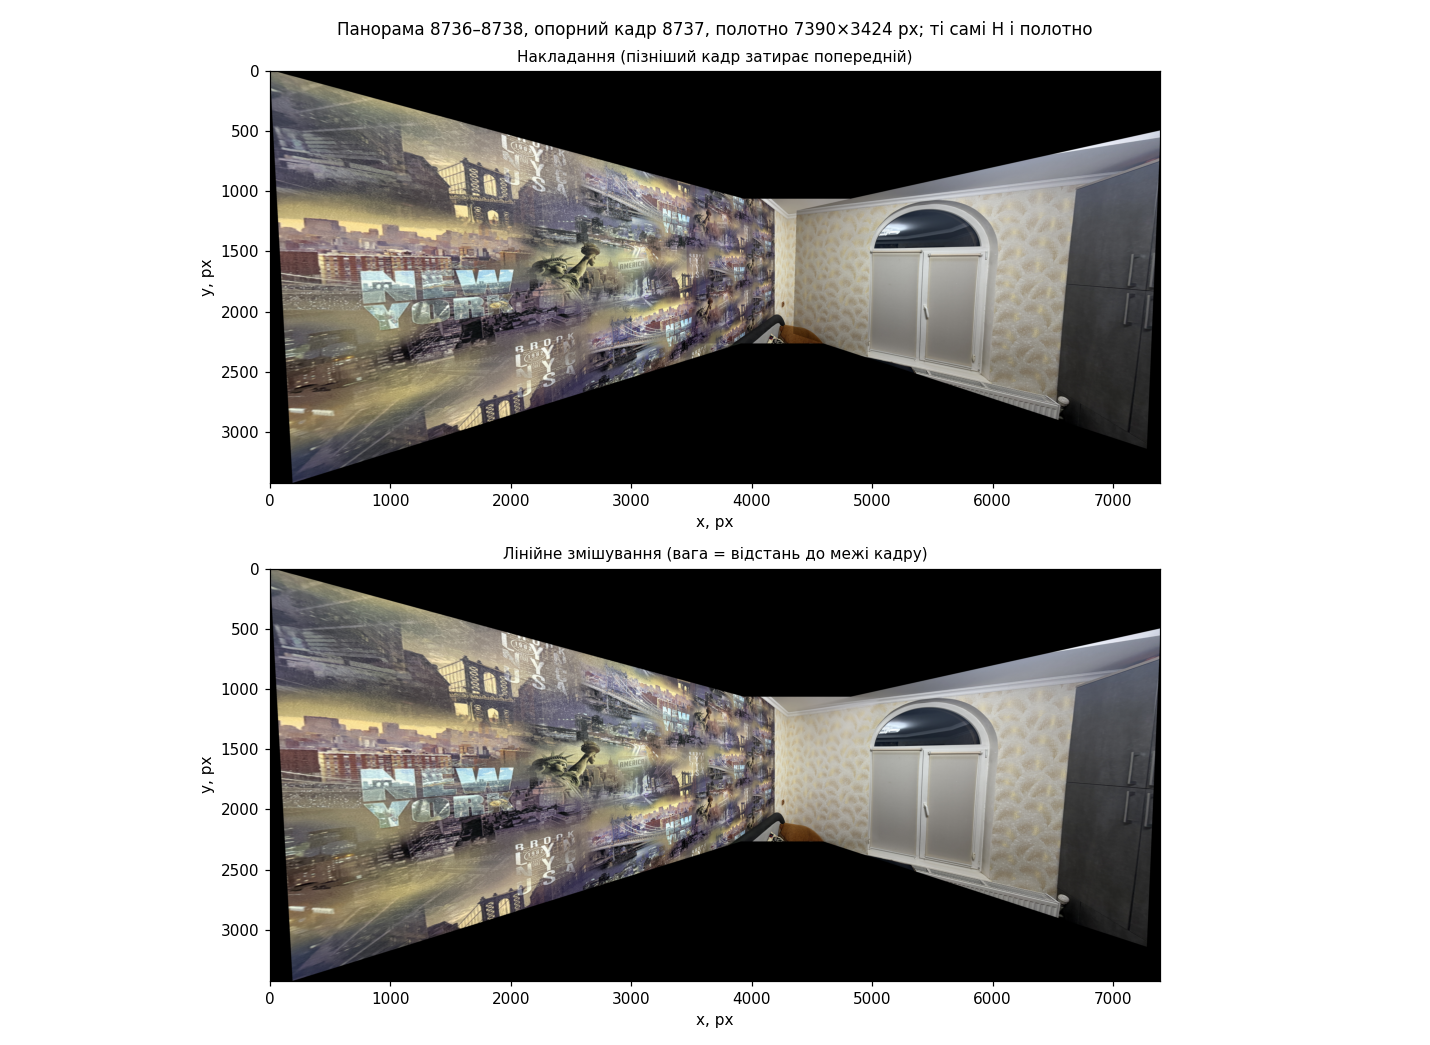 Панорама 8736–8738, опорний кадр 8737, полотно 7390×3424 px; ті самі H і полотно
Накладання (пізніший кадр затирає попередній)
0
500
1000
1500
2000
2500
3000
y, px
NEW
YORK
BRONX
0 1000 2000 3000 4000 5000 6000 7000
x, px
Лінійне змішування (вага = відстань до межі кадру)
0
500
1000
1500
2000
2500
3000
y, px
NEW
YORK
BRONX
0 1000 2000 3000 4000 5000 6000 7000
x, px